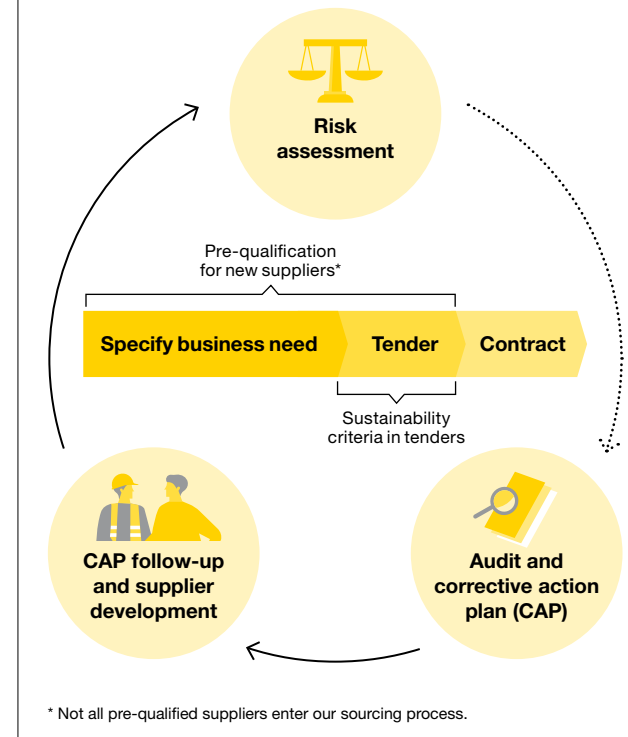 Risk
assessment
Pre-qualification
for new suppliers*
Specify business need
Tender
Contract
Sustainability
criteria in tenders
CAP follow-up
and supplier
development
Audit and
corrective action
plan (CAP)
* Not all pre-qualified suppliers enter our sourcing process.